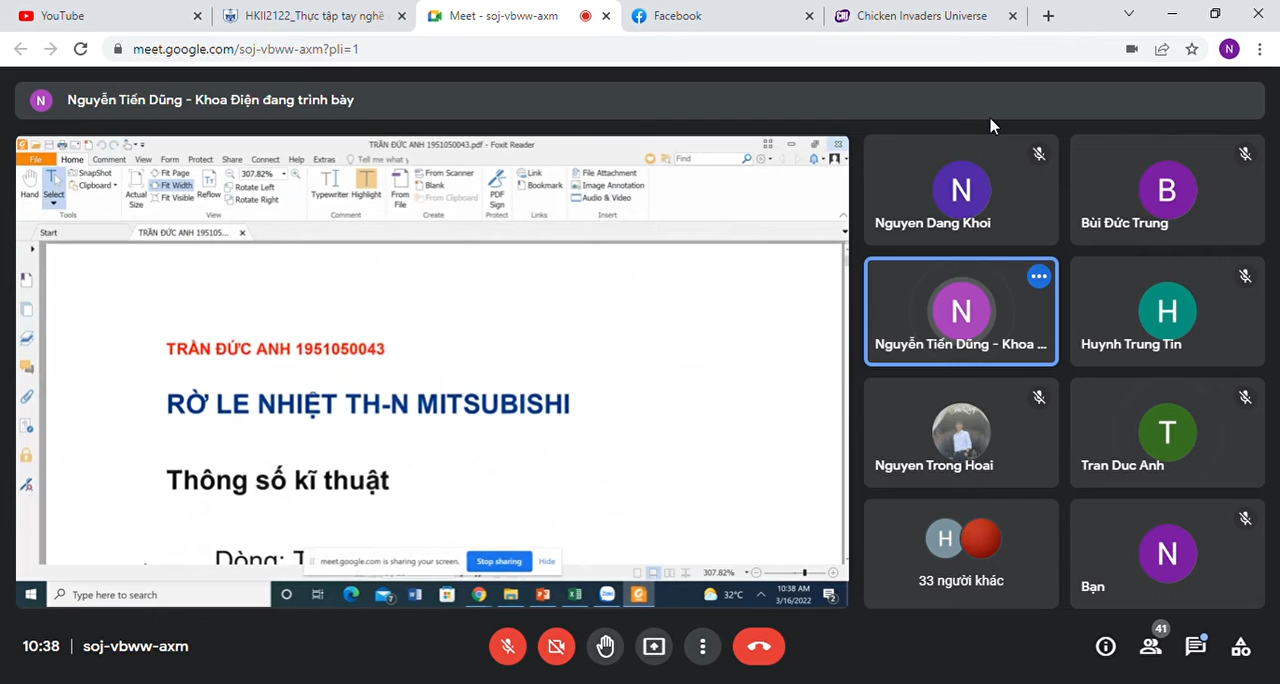 YouTube
HKII2122_Thực tập tay nghề
Meet - soj-vbww-axm
Facebook
Chicken Invaders Universe
meet.google.com/soj-vbww-axm?pli=1
N
N
Nguyễn Tiến Dũng - Khoa Điện đang trình bày
TRẦN ĐỨC ANH 1951050043.pdf - Foxit Reader
File Home Comment View Form Protect Share Connect Help Extras Tell me what
Find
Hand
Select
SnapShot
Clipboard
Tools
Actual Size
Fit Page
Fit Width
Fit Visible
Reflow
307.82%
Rotate Left
Rotate Right
View
Typewriter
Highlight
Comment
From File
From Scanner
Blank
From Clipboard
Create
PDF Sign
Protect
Link
Bookmark
Links
File Attachment
Image Annotation
Audio & Video
Insert
Start
TRẦN ĐỨC ANH 195105...
TRẦN ĐỨC ANH 1951050043
RỜ LE NHIỆT TH-N MITSUBISHI
Thông số kĩ thuật
Dòng: T
meet.google.com is sharing your screen.
Stop sharing
Hide
307.82%
Type here to search
7
Zalo
32°C
10:38 AM
3/16/2022
2
N
Nguyen Dang Khoi
B
Bùi Đức Trung
N
Nguyễn Tiến Dũng - Khoa ...
H
Huynh Trung Tin
Nguyen Trong Hoai
T
Tran Duc Anh
H
33 người khác
N
Bạn
10:38
soj-vbww-axm
41